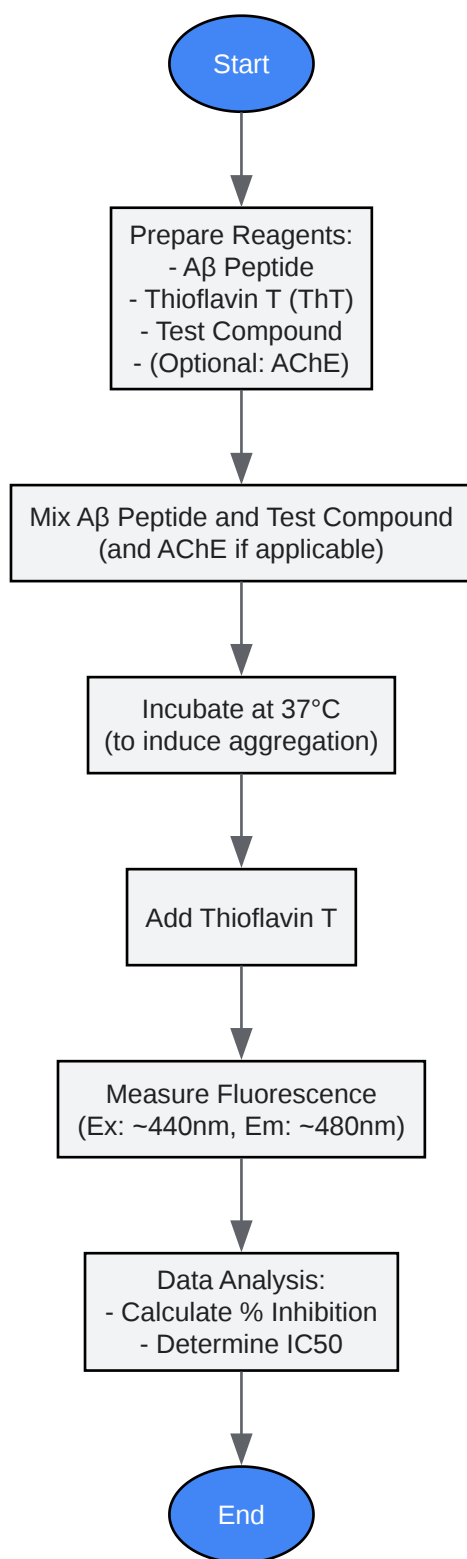 Start
Prepare Reagents:
- Aβ Peptide
- Thioflavin T (ThT)
- Test Compound
- (Optional: AChE)
Mix Aβ Peptide and Test Compound
(and AChE if applicable)
Incubate at 37°C
(to induce aggregation)
Add Thioflavin T
Measure Fluorescence
(Ex: ~440nm, Em: ~480nm)
Data Analysis:
- Calculate % Inhibition
- Determine IC50
End